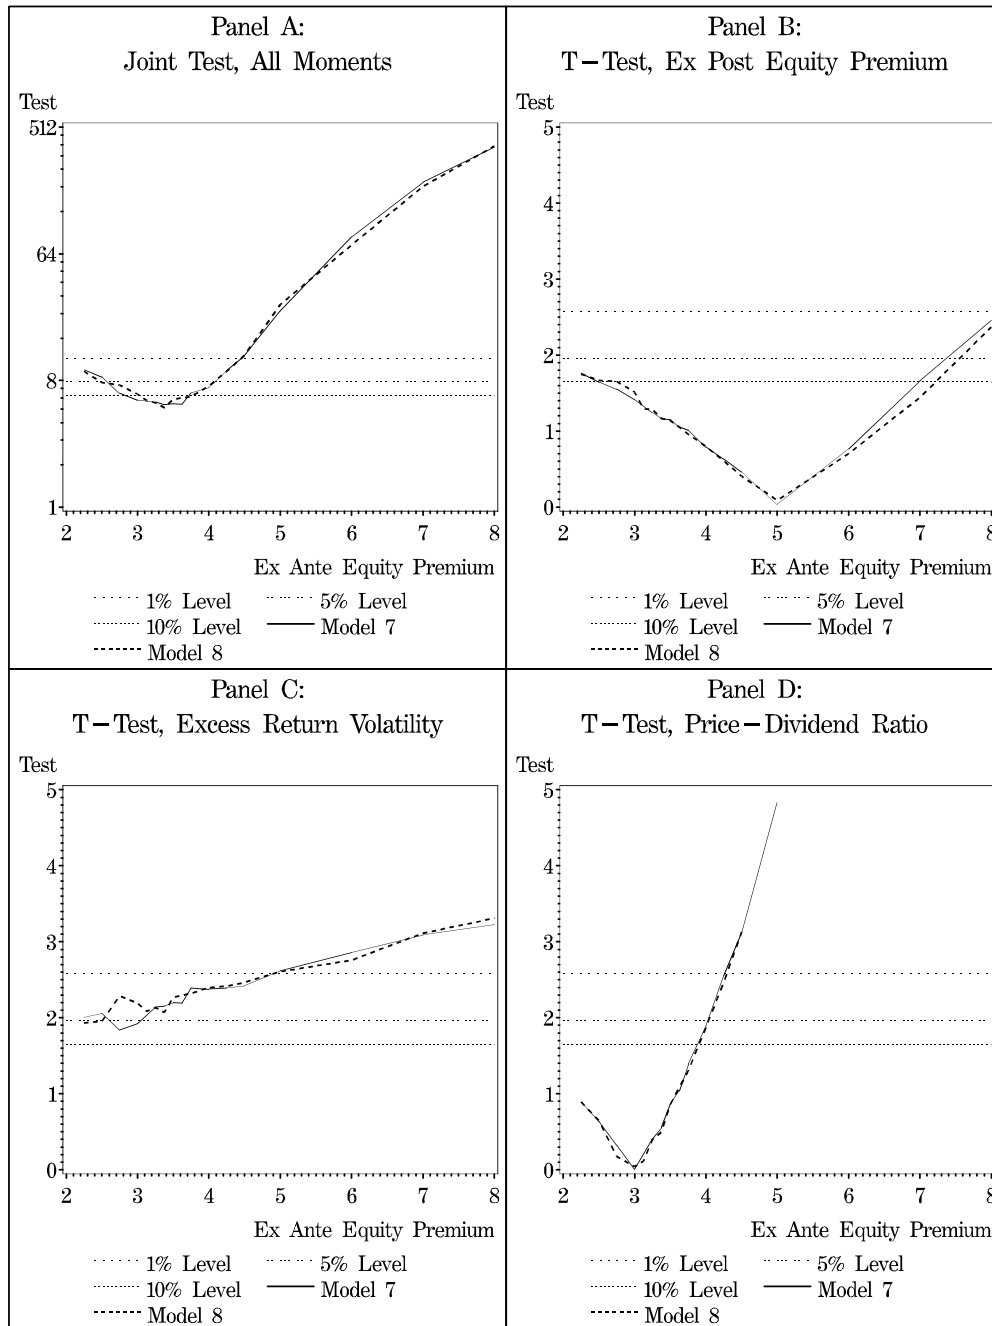 Panel A:
Joint Test, All Moments
Test
512
64
8
1
2 3 4 5 6 7 8
Ex Ante Equity Premium
1% Level 5% Level
10% Level Model 7
Model 8
Panel B:
T−Test, Ex Post Equity Premium
Test
5
4
3
2
1
0
2 3 4 5 6 7 8
Ex Ante Equity Premium
1% Level 5% Level
10% Level Model 7
Model 8
Panel C:
T−Test, Excess Return Volatility
Test
5
4
3
2
1
0
2 3 4 5 6 7 8
Ex Ante Equity Premium
1% Level 5% Level
10% Level Model 7
Model 8
Panel D:
T−Test, Price−Dividend Ratio
Test
5
4
3
2
1
0
2 3 4 5 6 7 8
Ex Ante Equity Premium
1% Level 5% Level
10% Level Model 7
Model 8